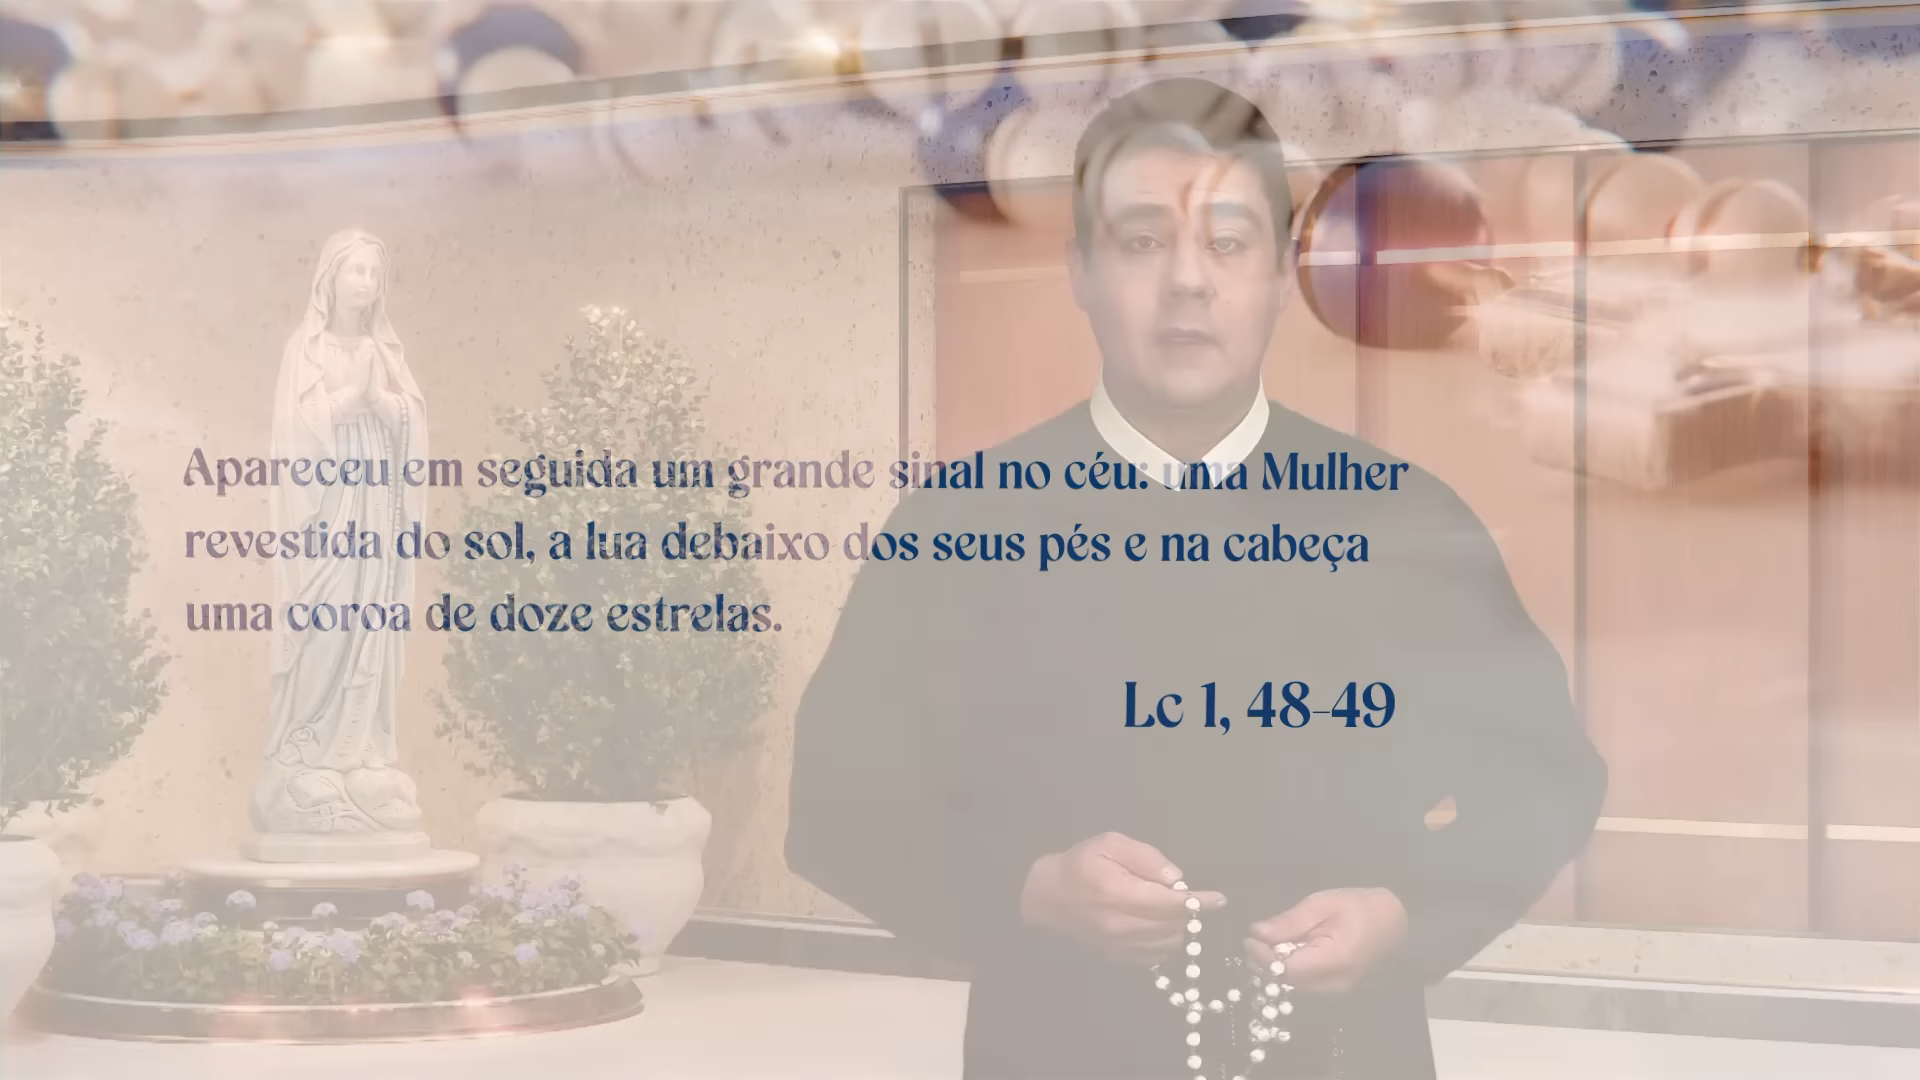 Apareceu em seguida um grande sinal no céu: uma Mulher
revestida do sol, a lua debaixo dos seus pés e na cabeça
uma coroa de doze estrelas.
Lc 1, 48-49